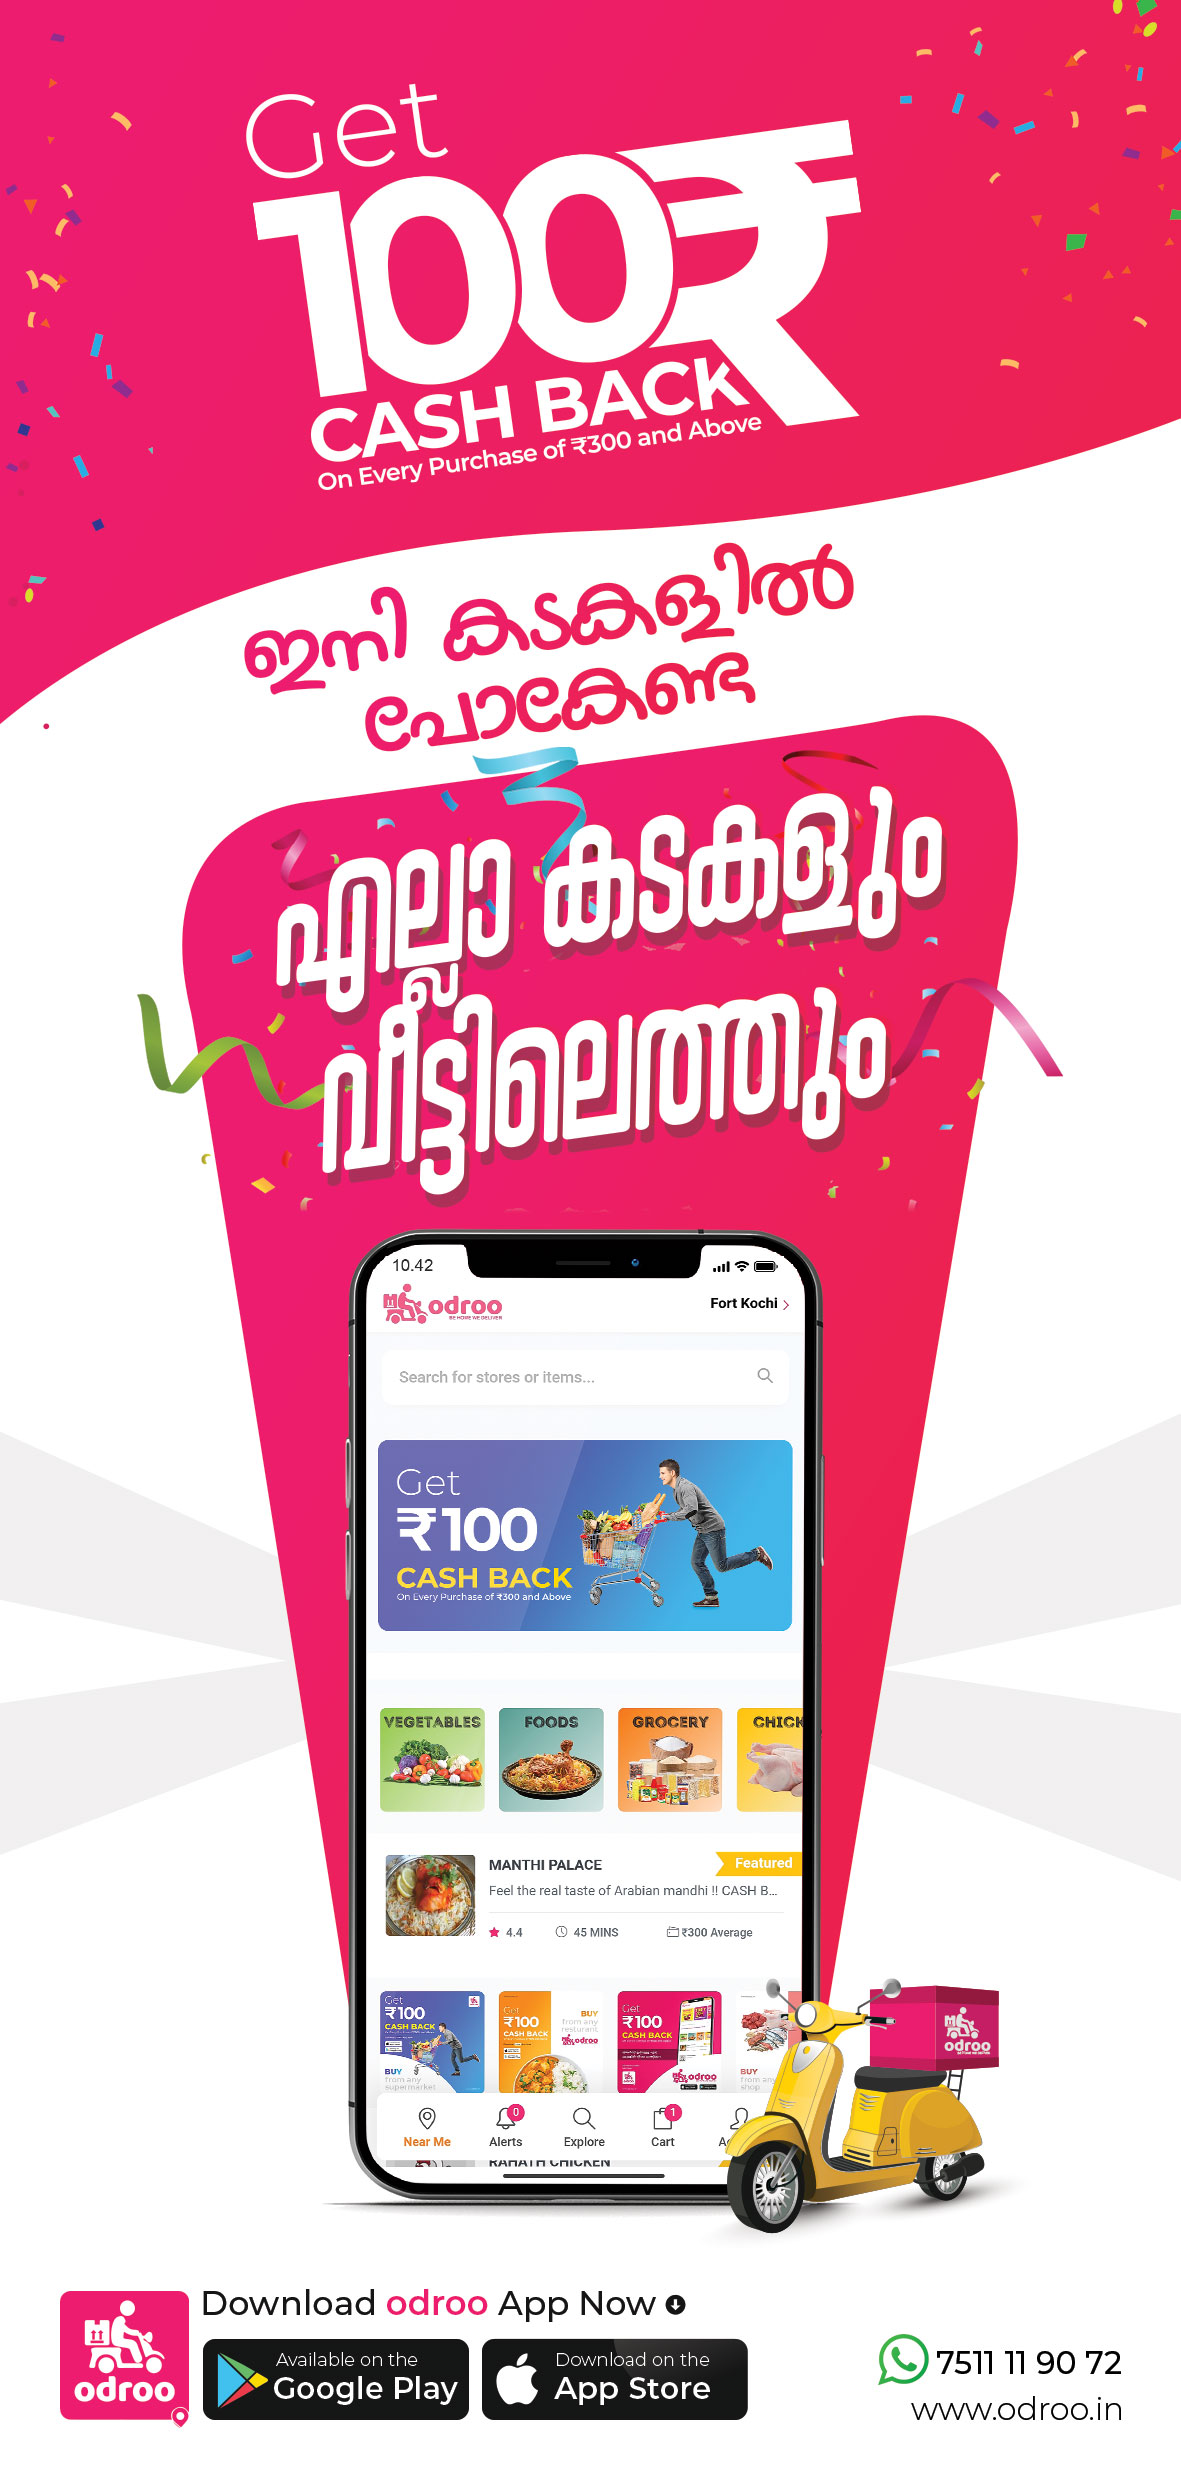 Get
100₹
CASH BACK
On Every Purchase of ₹300 and Above
ഇനി കടകളിൽ
പോകേണ്ട
എല്ലാ കടകളും
വീട്ടിലെത്തും
10.42
odroo
BE HOME WE DELIVER
Fort Kochi
Search for stores or items...
Get
₹100
CASH BACK
On Every Purchase of ₹300 and Above
VEGETABLES FOODS GROCERY CHICK
MANTHI PALACE Featured
Feel the real taste of Arabian mandhi !! CASH B...
4.4 45 MINS ₹300 Average
Get
₹100
CASH BACK
BUY
from any
supermarket
Get
₹100
CASH BACK
BUY
from any
resturant
odroo
Get
₹100
CASH BACK
odroo
BUY
from any
shop
0 1
Near Me Alerts Explore Cart A
RAHATH CHICKEN
odroo
Download odroo App Now
odroo
Available on the
Google Play
Download on the
App Store
7511 11 90 72
www.odroo.in